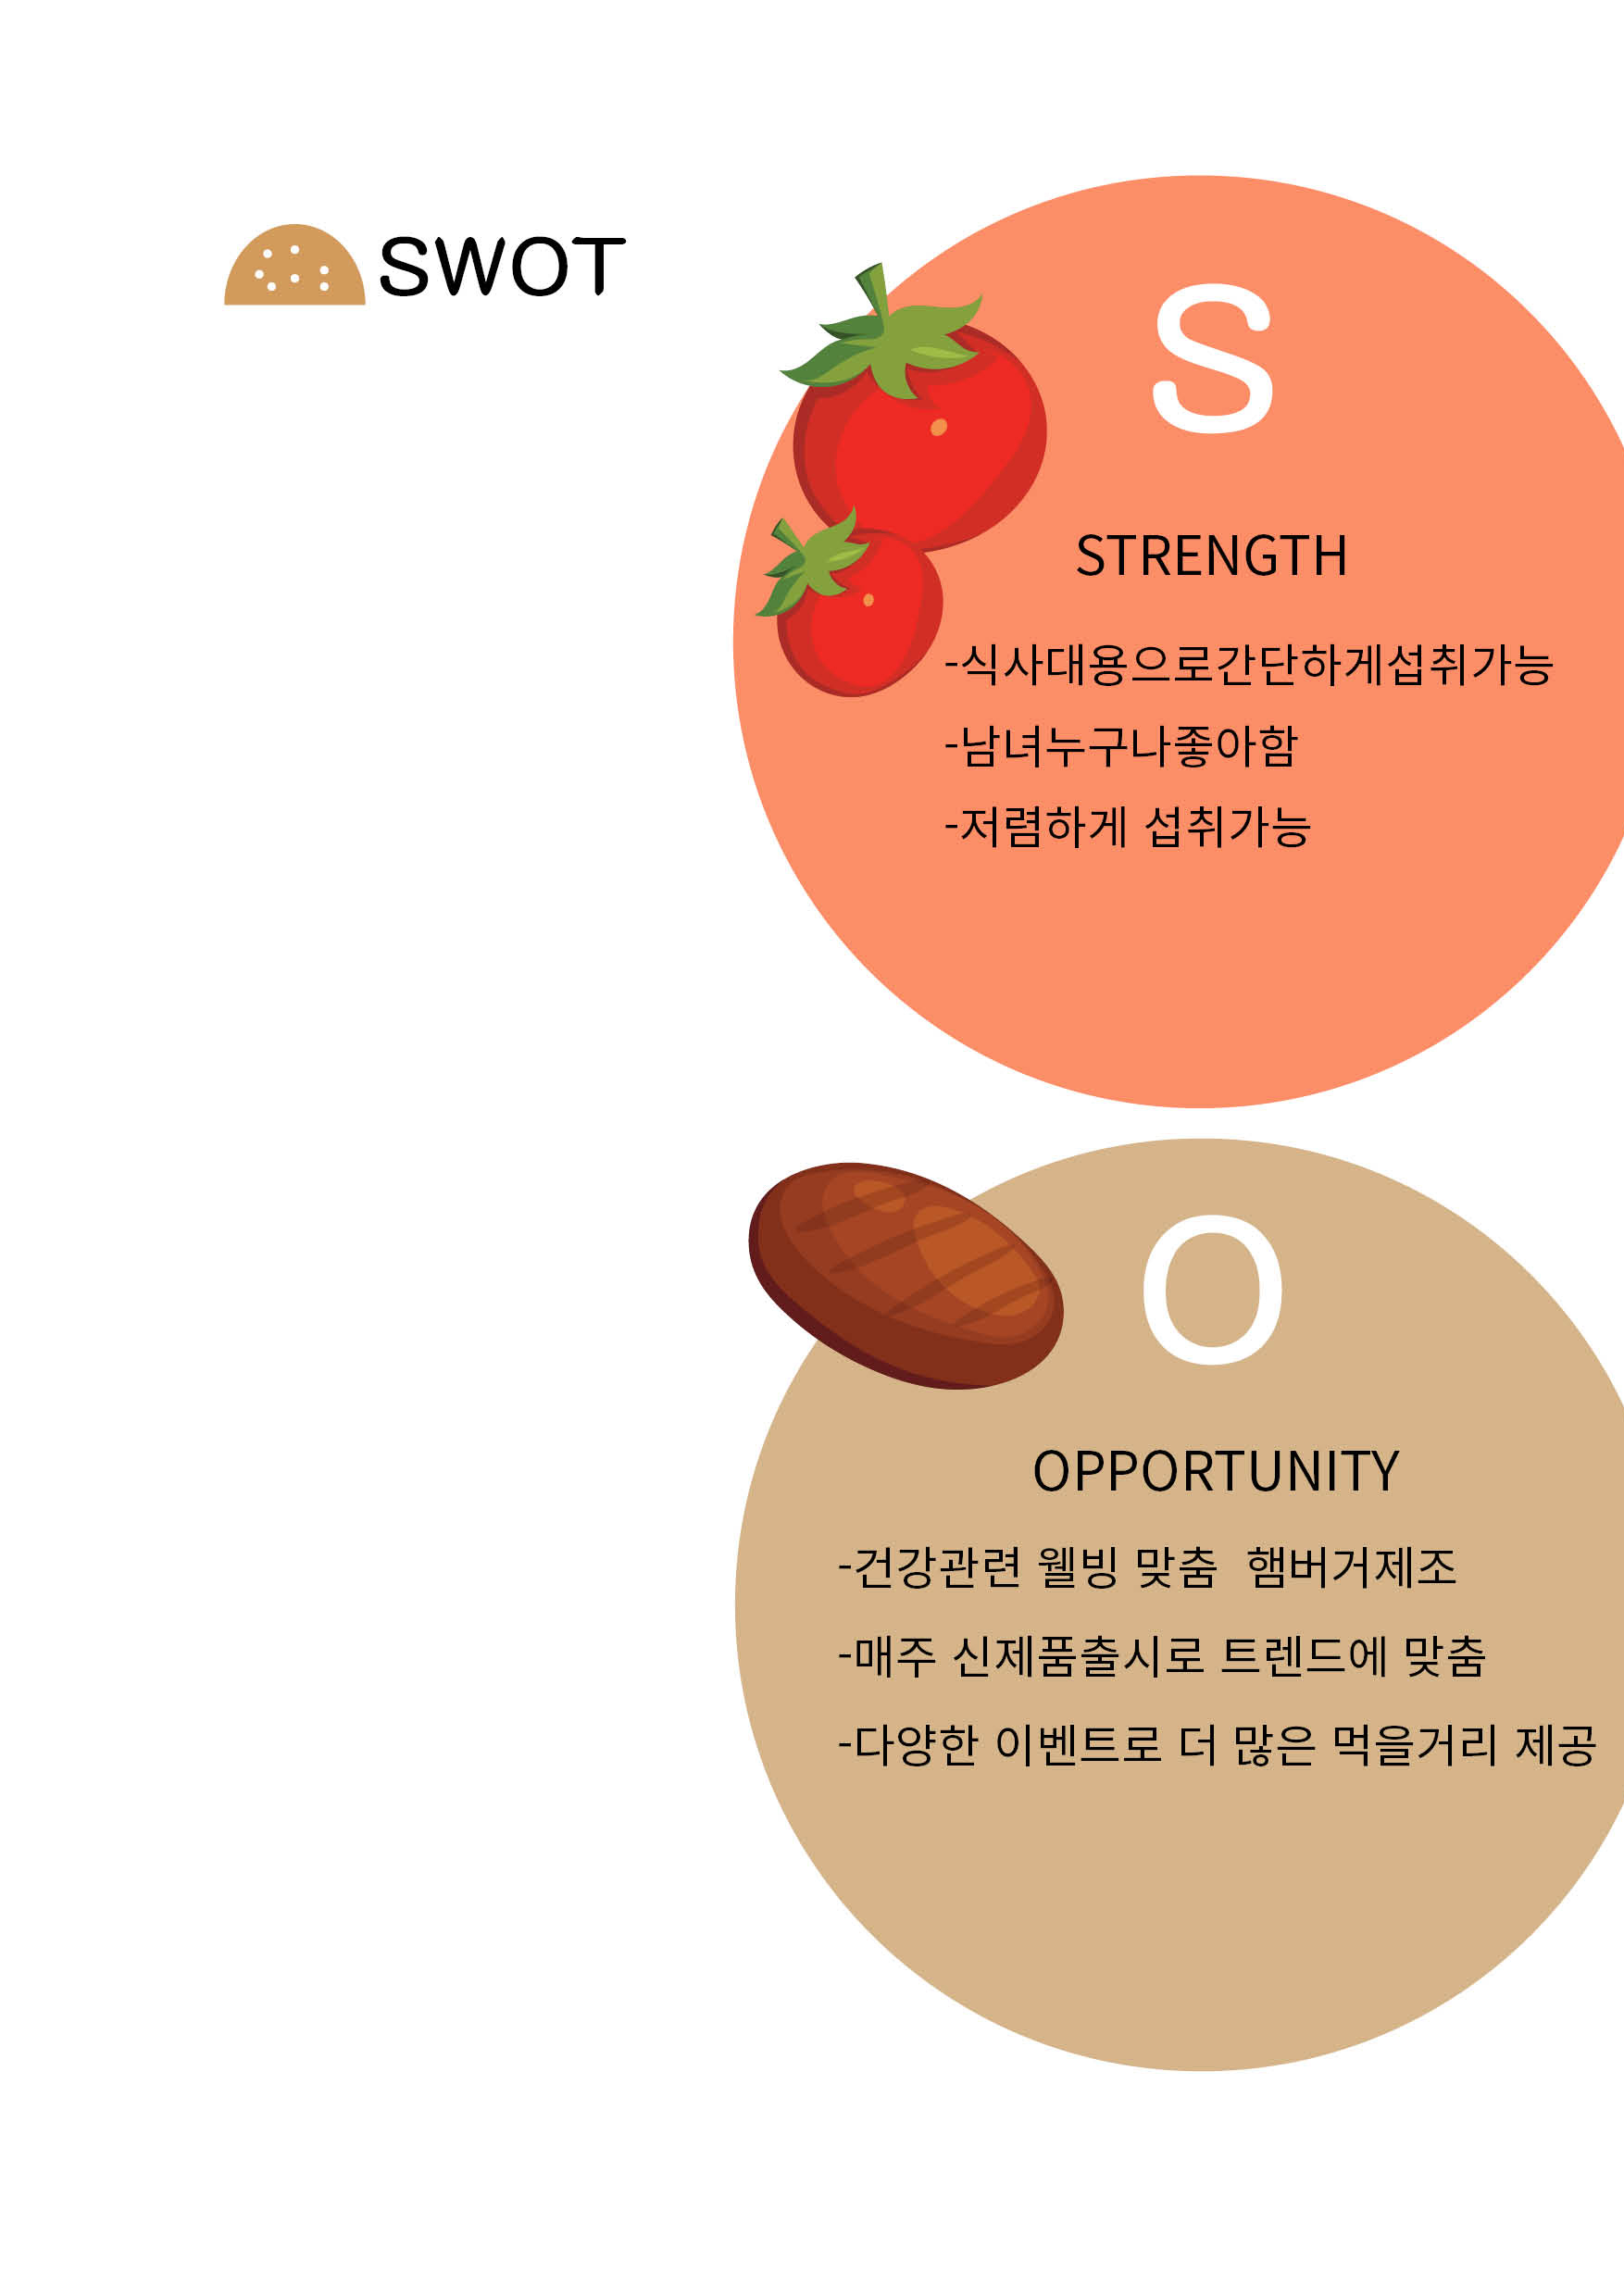 SWOT
S
STRENGTH
-식사대용으로간단하게섭취가능
-남녀누구나좋아함
-저렴하게 섭취가능
O
OPPORTUNITY
-건강관련 웰빙 맞춤  햄버거제조
-매주 신제품출시로 트렌드에 맞춤
-다양한 이벤트로 더 많은 먹을거리 제공